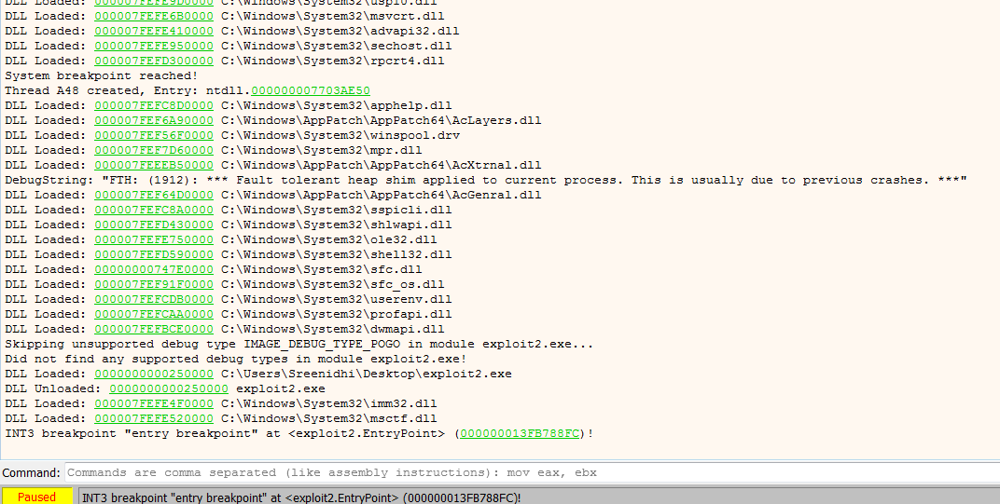 DLL Loaded: 000007FEFE9D0000 C:\Windows\System32\usp10.dll
DLL Loaded: 000007FEFE6B0000 C:\Windows\System32\msvcrt.dll
DLL Loaded: 000007FEFE410000 C:\Windows\System32\advapi32.dll
DLL Loaded: 000007FEFE950000 C:\Windows\System32\sechost.dll
DLL Loaded: 000007FEFD300000 C:\Windows\System32\rpcrt4.dll
System breakpoint reached!
Thread A48 created, Entry: ntdll.000000007703AE50
DLL Loaded: 000007FEFC8D0000 C:\Windows\System32\apphelp.dll
DLL Loaded: 000007FEF6A90000 C:\Windows\AppPatch\AppPatch64\AcLayers.dll
DLL Loaded: 000007FEF56F0000 C:\Windows\System32\winspool.drv
DLL Loaded: 000007FEF7D60000 C:\Windows\System32\mpr.dll
DLL Loaded: 000007FEEEB50000 C:\Windows\AppPatch\AppPatch64\AcXtrnal.dll
DebugString: "FTH: (1912): *** Fault tolerant heap shim applied to current process. This is usually due to previous crashes. ***"
DLL Loaded: 000007FEF64D0000 C:\Windows\AppPatch\AppPatch64\AcGenral.dll
DLL Loaded: 000007FEFC8A0000 C:\Windows\System32\sspicli.dll
DLL Loaded: 000007FEFD430000 C:\Windows\System32\shlwapi.dll
DLL Loaded: 000007FEFE750000 C:\Windows\System32\ole32.dll
DLL Loaded: 000007FEFD590000 C:\Windows\System32\shell32.dll
DLL Loaded: 00000000747E0000 C:\Windows\System32\sfc.dll
DLL Loaded: 000007FEF91F0000 C:\Windows\System32\sfc_os.dll
DLL Loaded: 000007FEFCDB0000 C:\Windows\System32\userenv.dll
DLL Loaded: 000007FEFCAA0000 C:\Windows\System32\profapi.dll
DLL Loaded: 000007FEFBCE0000 C:\Windows\System32\dwmapi.dll
Skipping unsupported debug type IMAGE_DEBUG_TYPE_POGO in module exploit2.exe...
Did not find any supported debug types in module exploit2.exe!
DLL Loaded: 0000000000250000 C:\Users\Sreenidhi\Desktop\exploit2.exe
DLL Unloaded: 0000000000250000 exploit2.exe
DLL Loaded: 000007FEFE4F0000 C:\Windows\System32\imm32.dll
DLL Loaded: 000007FEFE520000 C:\Windows\System32\msctf.dll
INT3 breakpoint "entry breakpoint" at <exploit2.EntryPoint> (000000013FB788FC)!
Command: Commands are comma separated (like assembly instructions): mov eax, ebx
Paused INT3 breakpoint "entry breakpoint" at <exploit2.EntryPoint> (000000013FB788FC)!